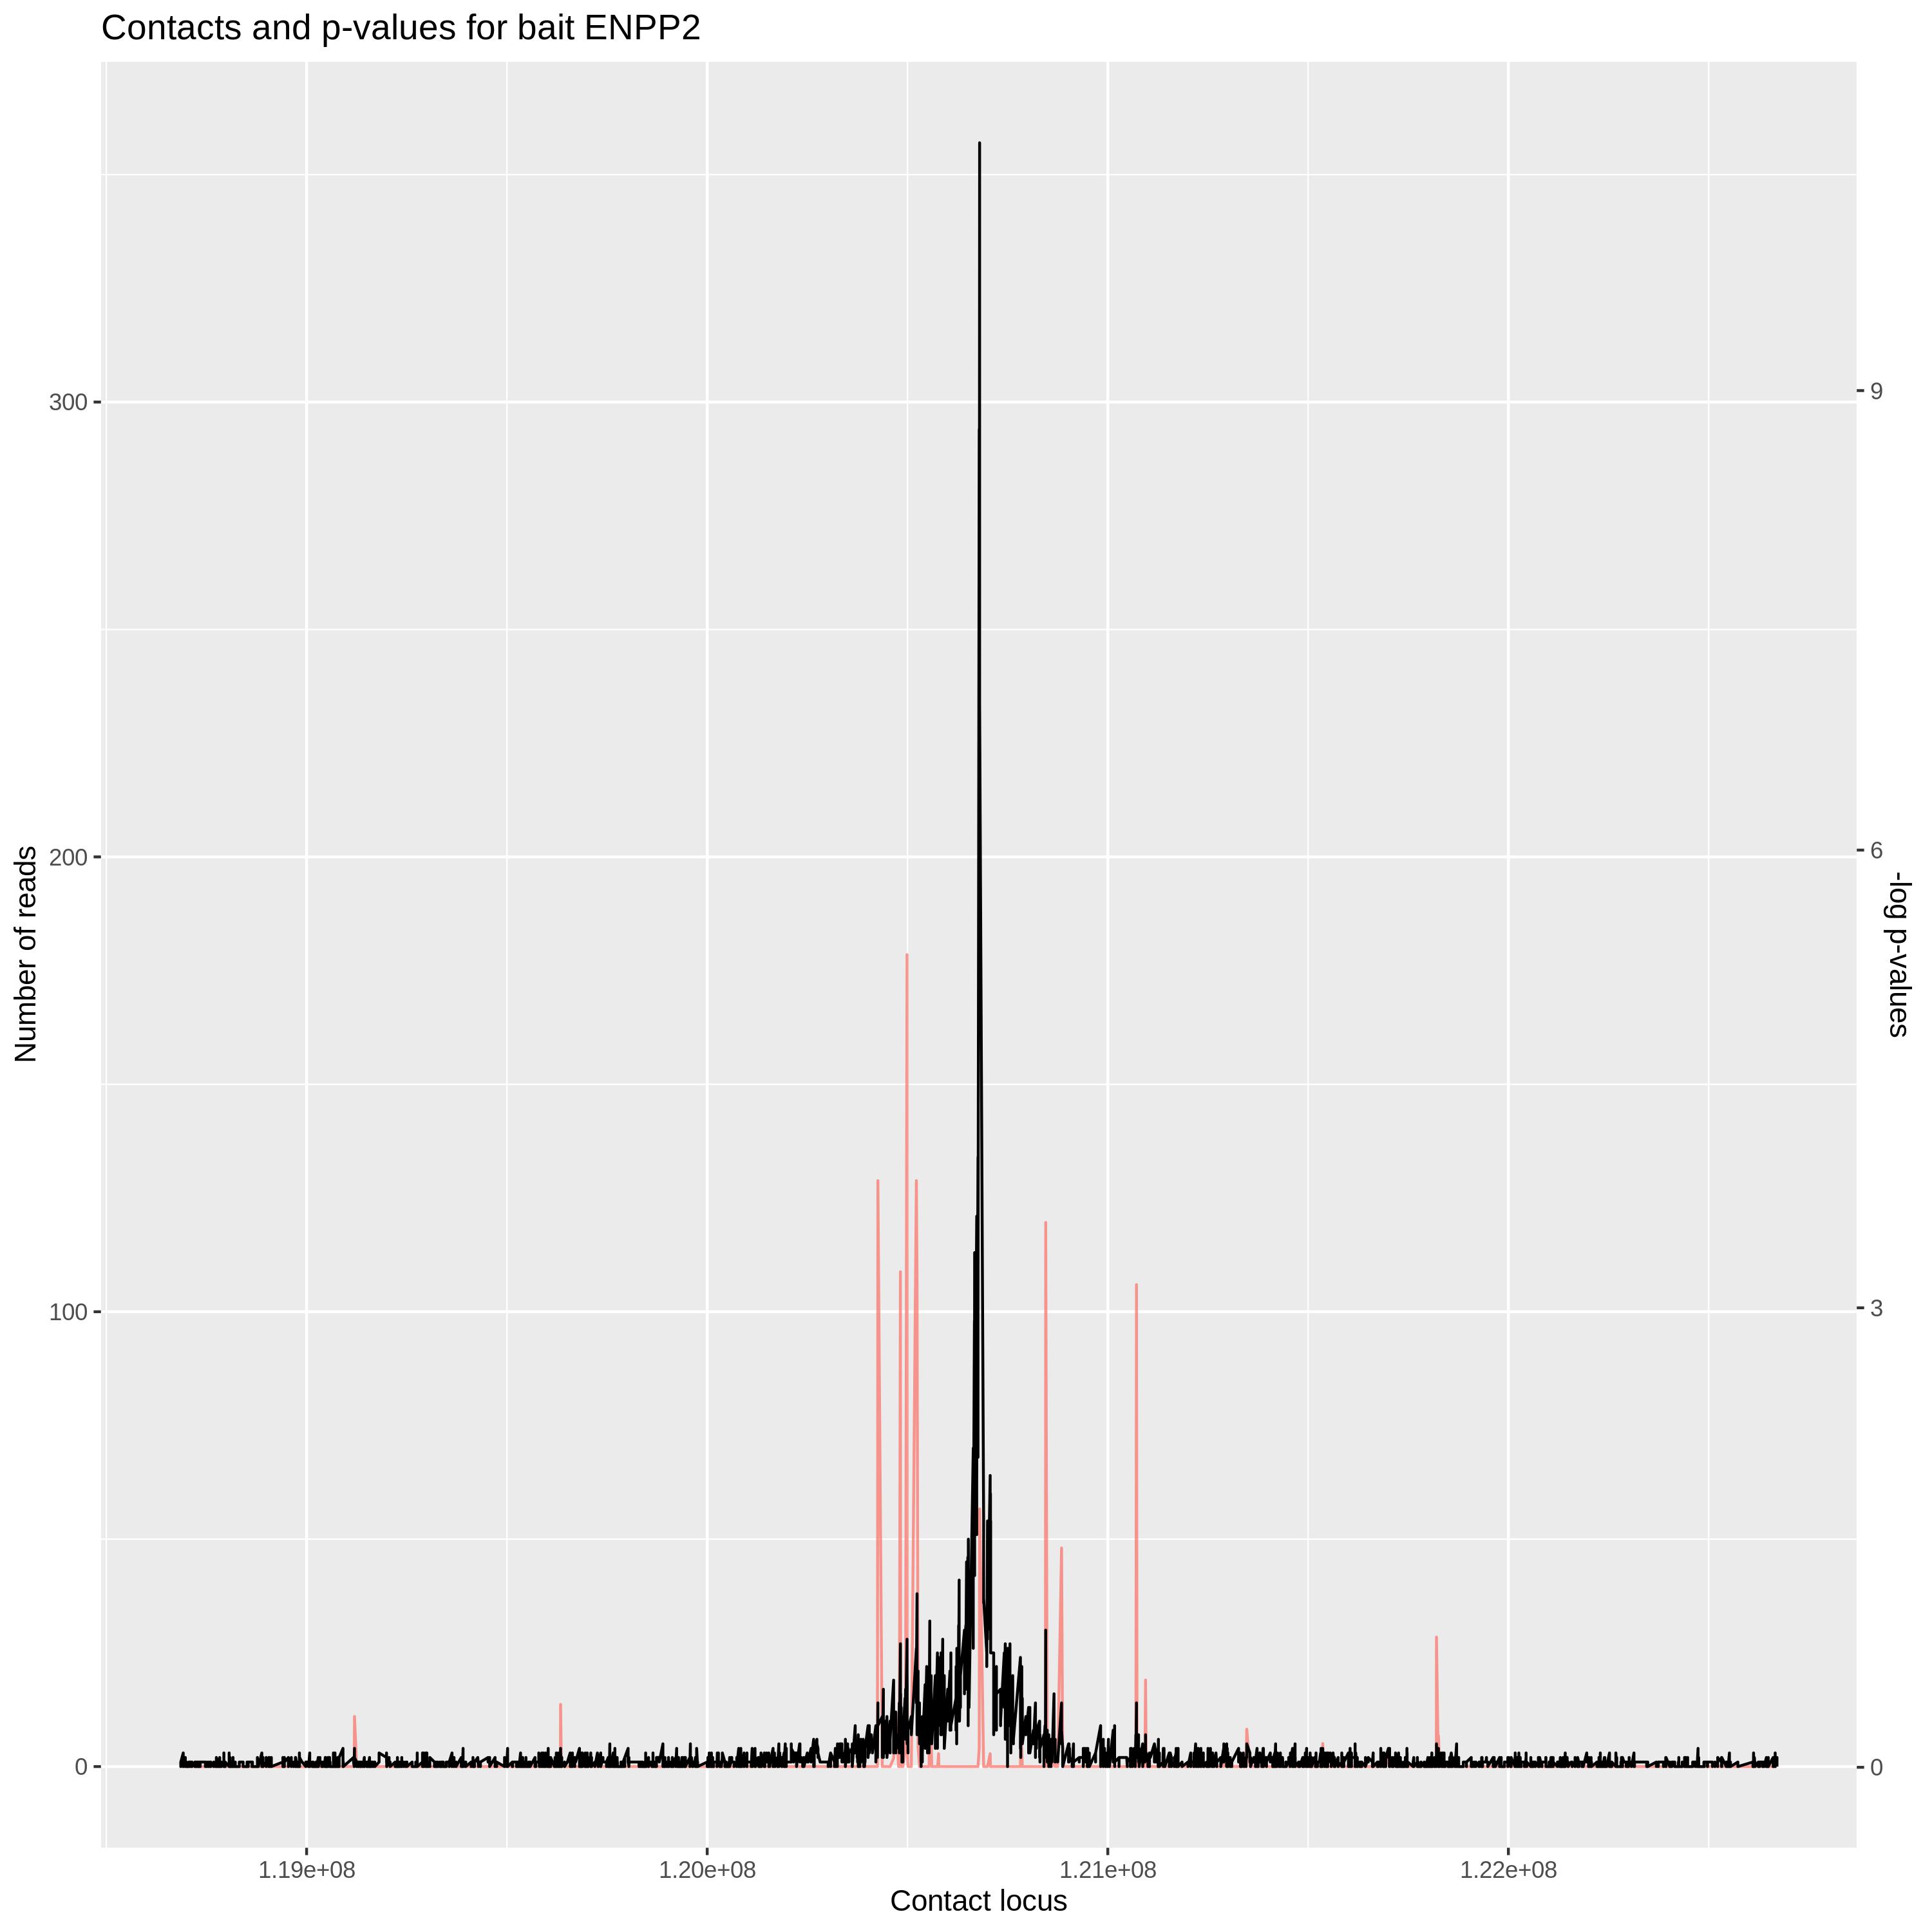 Contacts and p-values for bait ENPP2
300
200
100
0
9
6
3
0
Number of reads
-log p-values
1.19e+08
1.20e+08
1.21e+08
1.22e+08
Contact locus